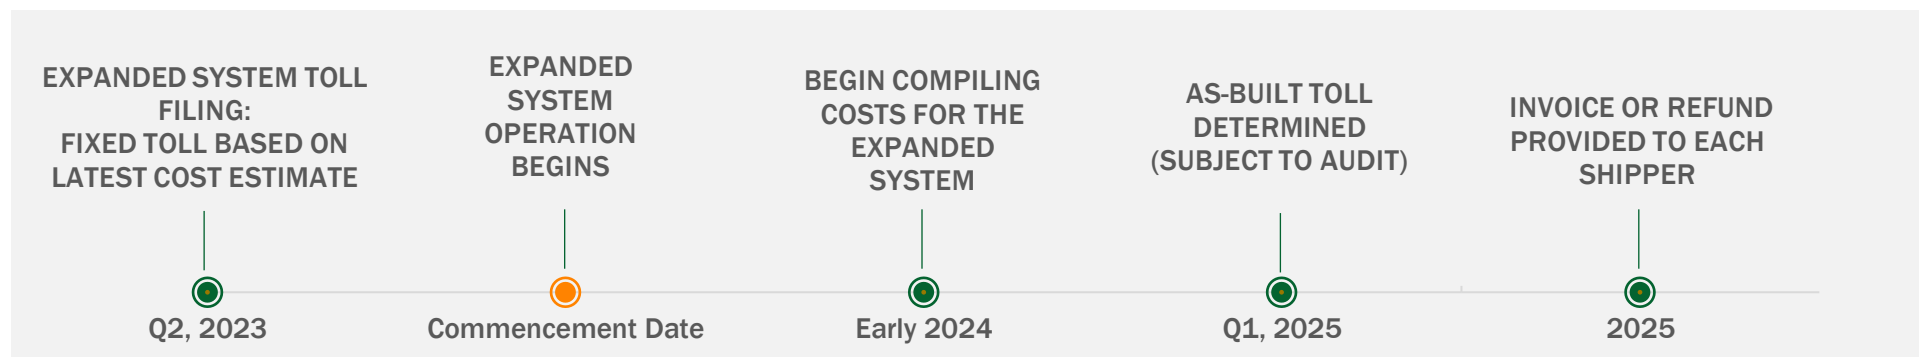 EXPANDED SYSTEM TOLL
FILING:
FIXED TOLL BASED ON
LATEST COST ESTIMATE
Q2, 2023
EXPANDED
SYSTEM
OPERATION
BEGINS
Commencement Date
BEGIN COMPILING
COSTS FOR THE
EXPANDED
SYSTEM
Early 2024
AS-BUILT TOLL
DETERMINED
(SUBJECT TO AUDIT)
Q1, 2025
INVOICE OR REFUND
PROVIDED TO EACH
SHIPPER
2025